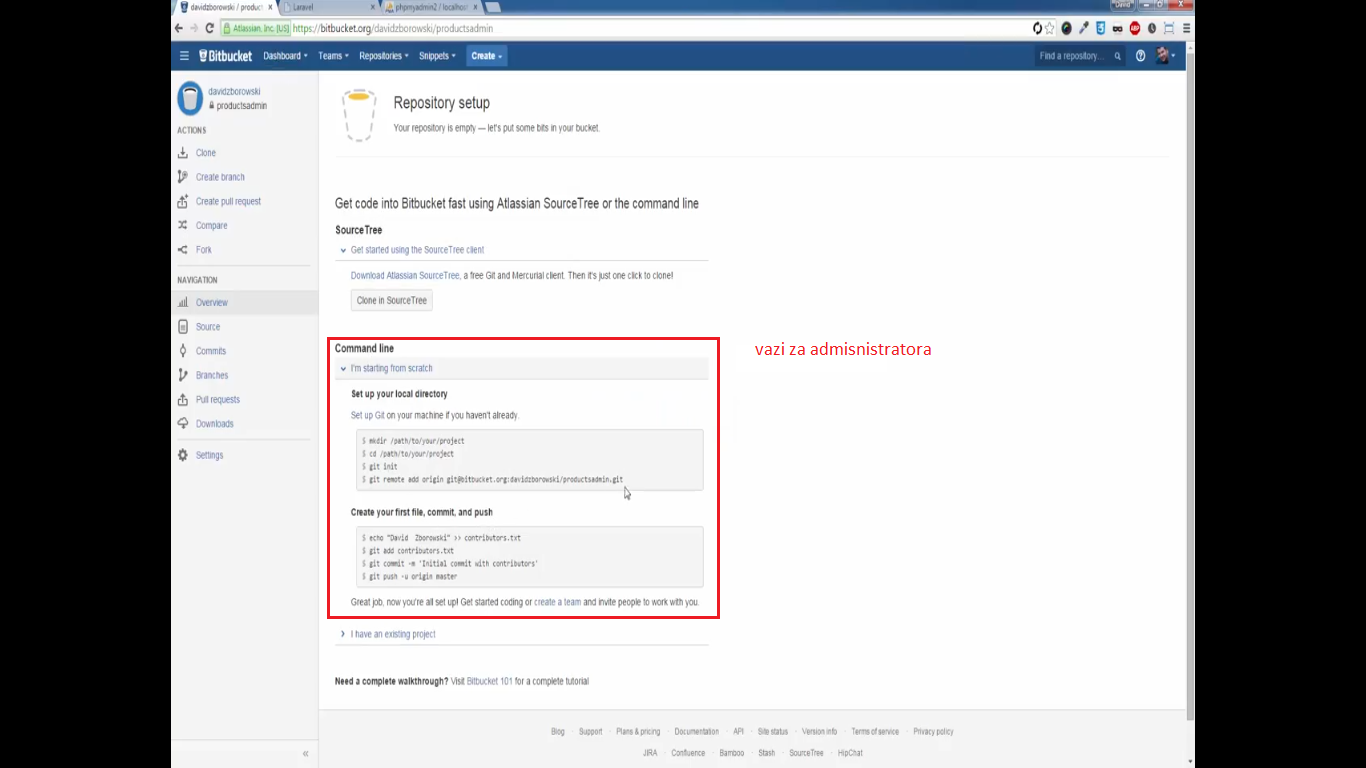 davidzborowski / product
Laravel
phpmyadmin2 / localhos
David
Atlassian, Inc. [US] https://bitbucket.org/davidzborowski/productsadmin
Bitbucket Dashboard Teams Repositories Snippets Create Find a repository...
davidzborowski
productsadmin
ACTIONS
Clone
Create branch
Create pull request
Compare
Fork
NAVIGATION
Overview
Source
Commits
Branches
Pull requests
Downloads
Settings
Repository setup
Your repository is empty — let's put some bits in your bucket.
Get code into Bitbucket fast using Atlassian SourceTree or the command line
SourceTree
Get started using the SourceTree client
Download Atlassian SourceTree, a free Git and Mercurial client. Then it's just one click to clone!
Clone in SourceTree
Command line
I'm starting from scratch
Set up your local directory
Set up Git on your machine if you haven't already.
$ mkdir /path/to/your/project
$ cd /path/to/your/project
$ git init
$ git remote add origin git@bitbucket.org:davidzborowski/productsadmin.git
Create your first file, commit, and push
$ echo "David Zborowski" >> contributors.txt
$ git add contributors.txt
$ git commit -m 'Initial commit with contributors'
$ git push -u origin master
Great job, now you're all set up! Get started coding or create a team and invite people to work with you.
vazi za admisnistratora
I have an existing project
Need a complete walkthrough? Visit Bitbucket 101 for a complete tutorial
Blog · Support · Plans & pricing · Documentation · API · Site status · Version info · Terms of service · Privacy policy
JIRA · Confluence · Bamboo · Stash · SourceTree · HipChat